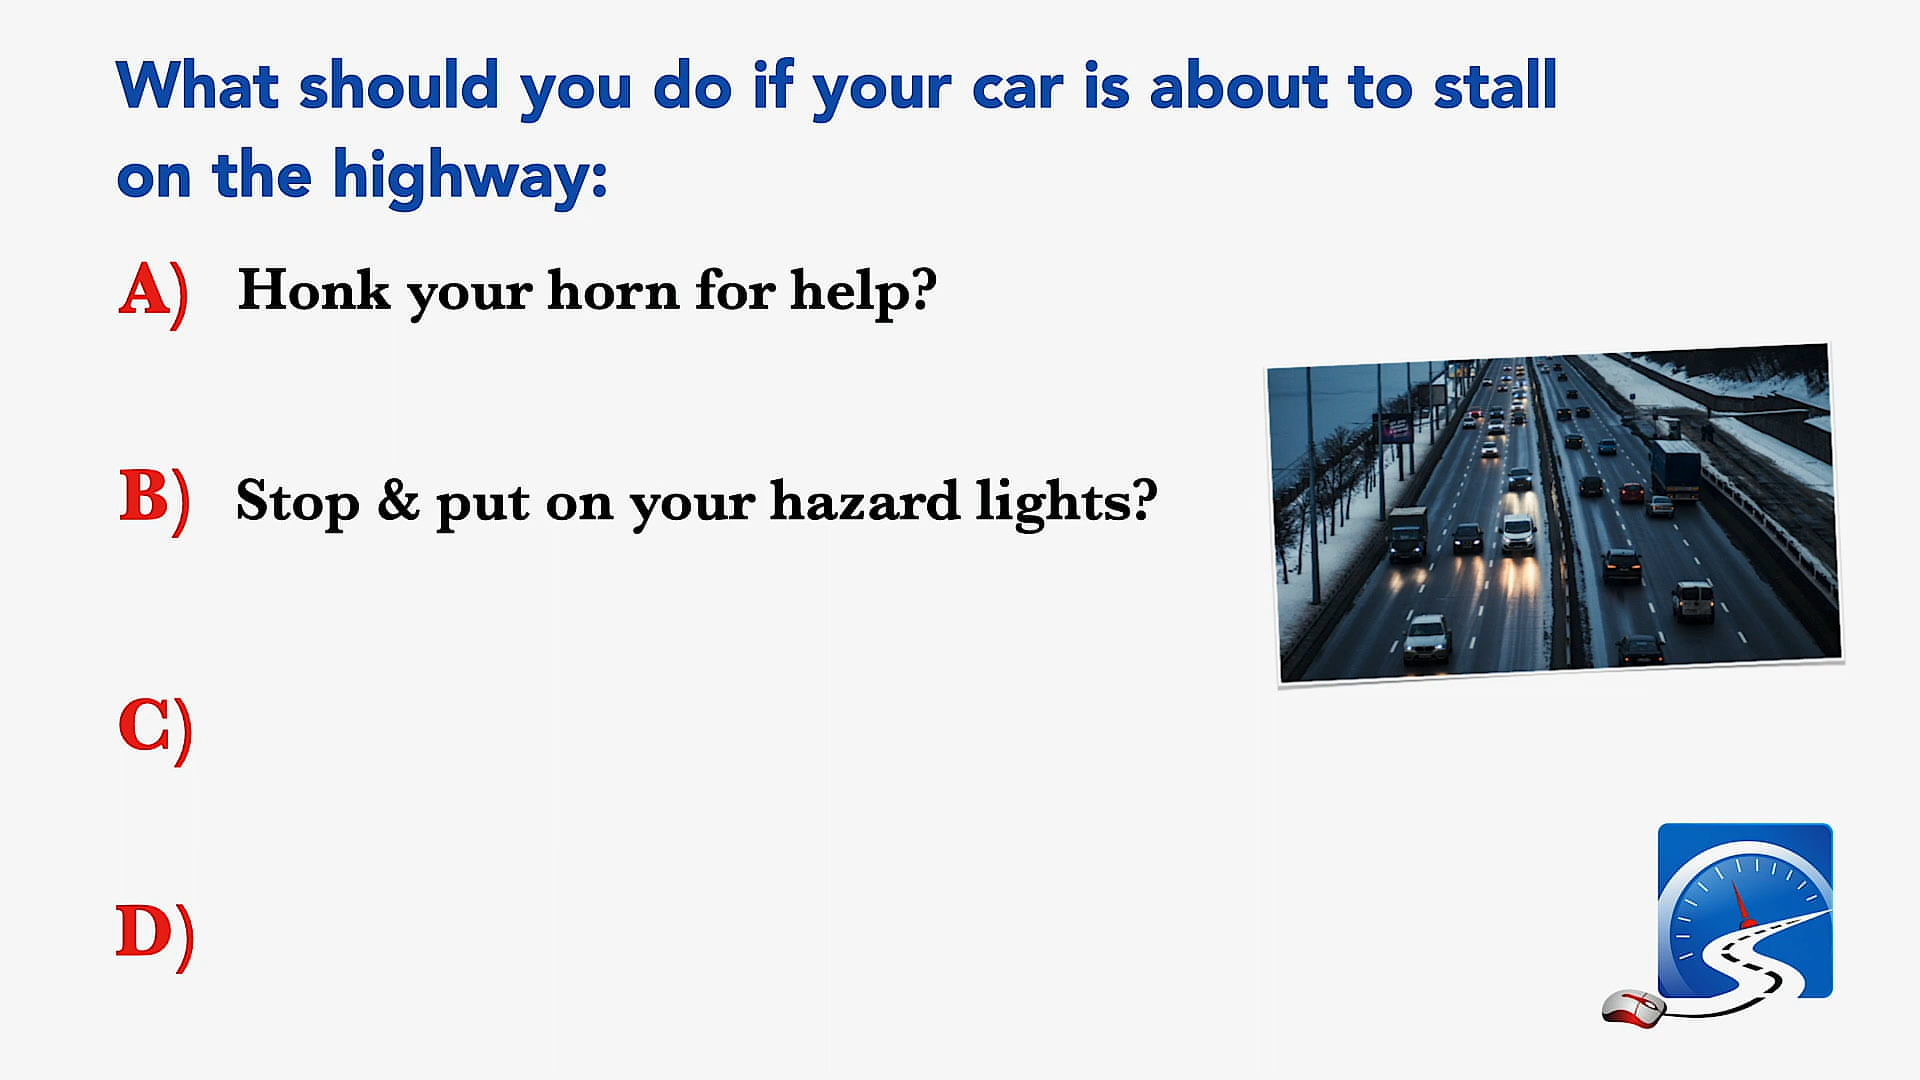 What should you do if your car is about to stall
on the highway:
A) Honk your horn for help?
B) Stop & put on your hazard lights?
C)
D)